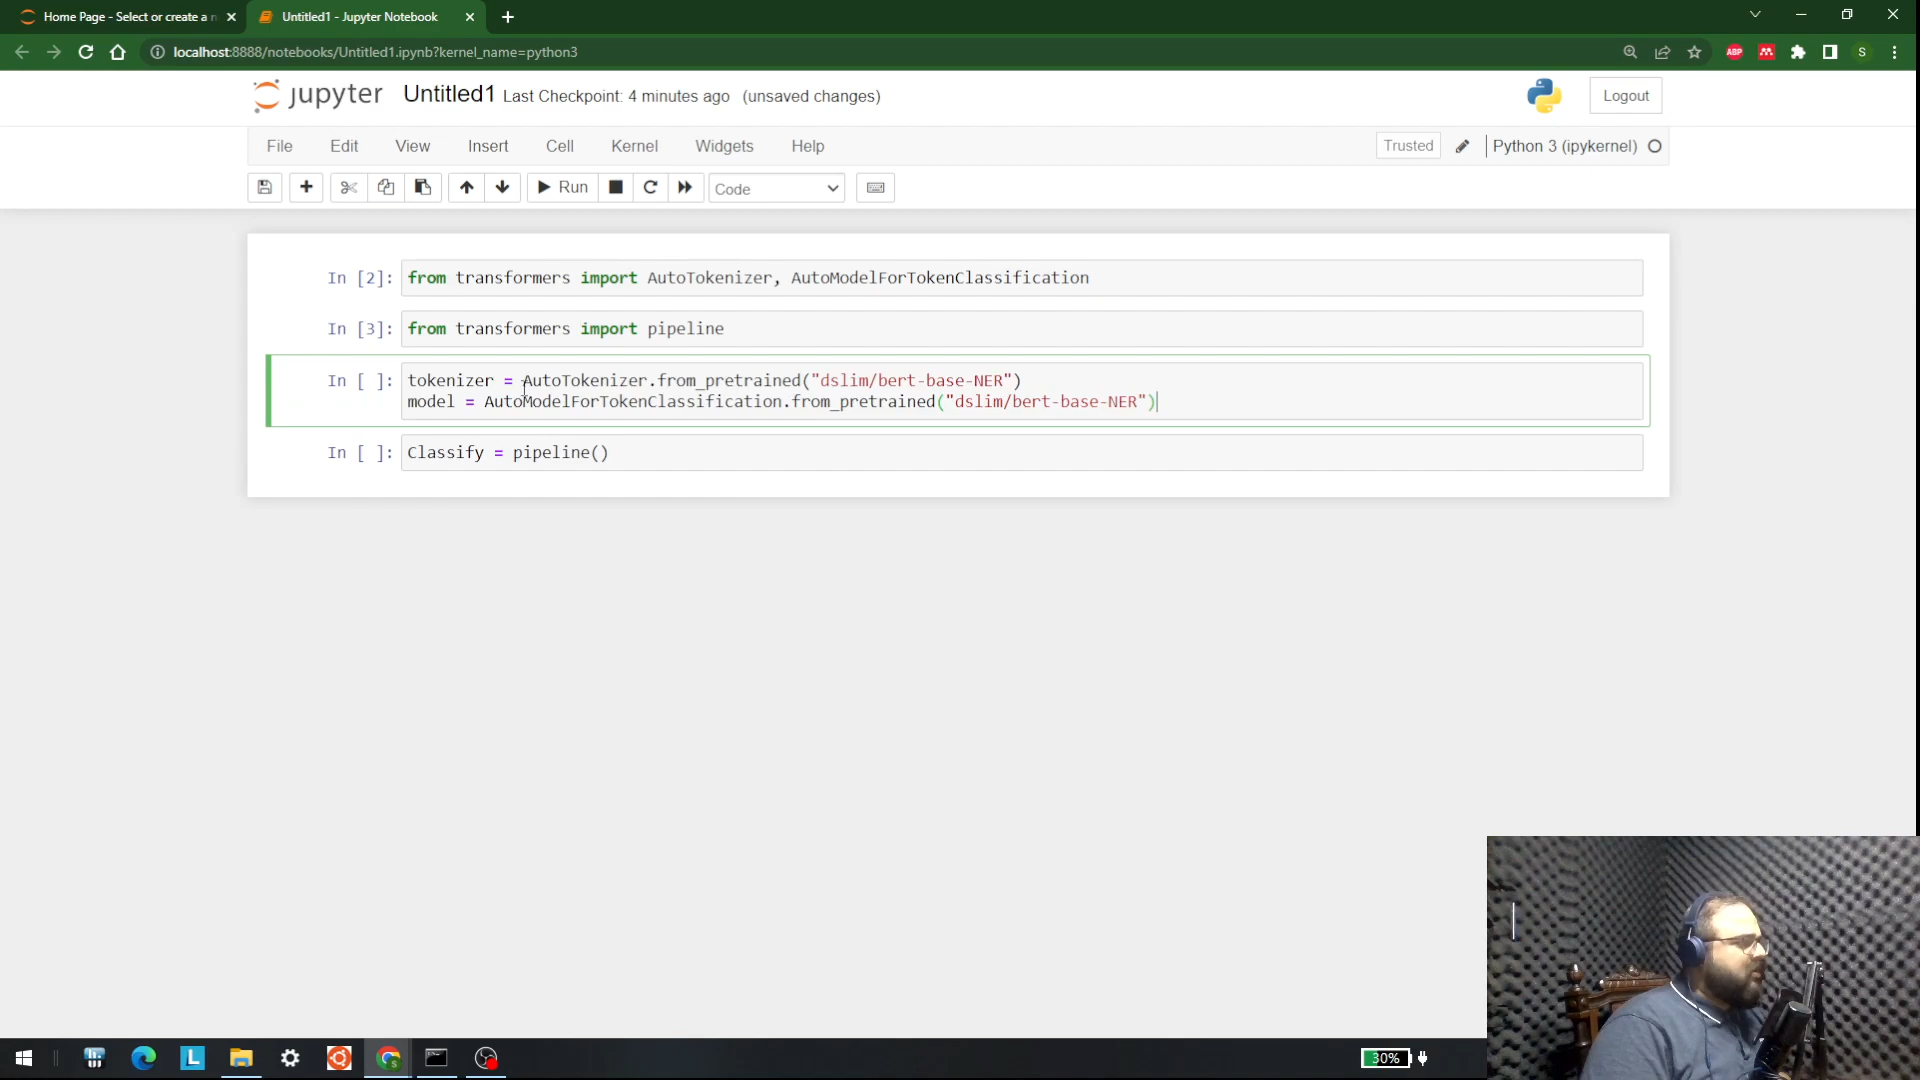 Home Page - Select or create a n
Untitled1 - Jupyter Notebook
localhost:8888/notebooks/Untitled1.ipynb?kernel_name=python3
ABP
S
jupyter Untitled1 Last Checkpoint: 4 minutes ago (unsaved changes)
Logout
File Edit View Insert Cell Kernel Widgets Help
Trusted
Python 3 (ipykernel)
Run
Code
In [2]: from transformers import AutoTokenizer, AutoModelForTokenClassification
In [3]: from transformers import pipeline
In [ ]: tokenizer = AutoTokenizer.from_pretrained("dslim/bert-base-NER")
model = AutoModelForTokenClassification.from_pretrained("dslim/bert-base-NER")
In [ ]: Classify = pipeline()
L
30%